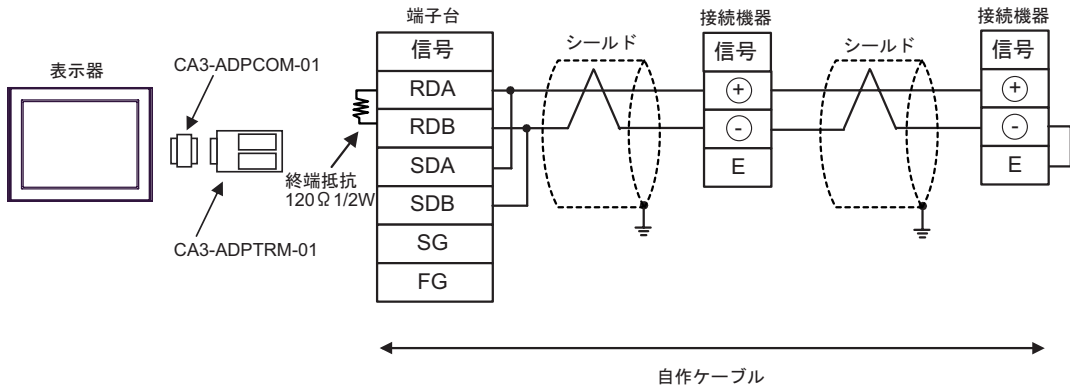 表示器
CA3-ADPCOM-01
CA3-ADPTRM-01
終端抵抗
120Ω 1/2W
端子台
信号
RDA
RDB
SDA
SDB
SG
FG
シールド
接続機器
信号
+
-
E
シールド
接続機器
信号
+
-
E
自作ケーブル